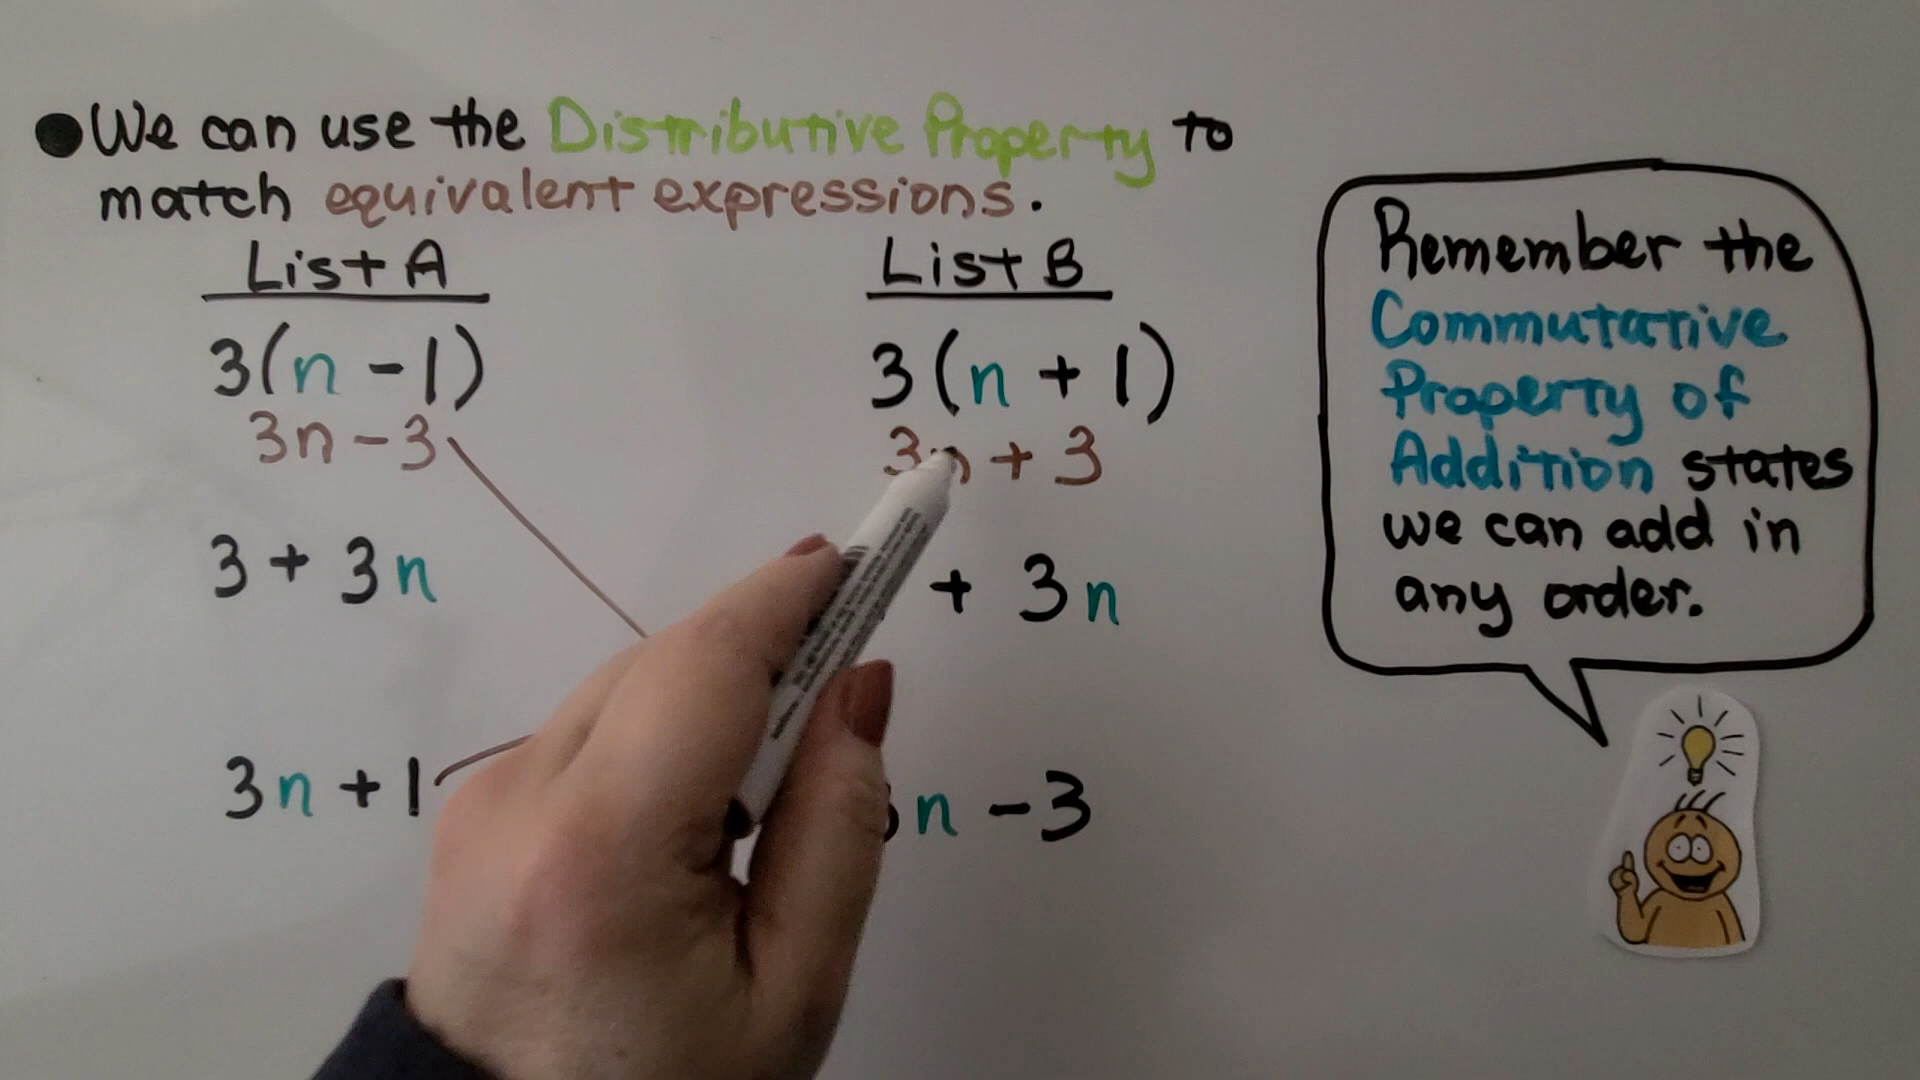 We can use the Distributive Property to
match equivalent expressions.
List A
3(n - 1)
3n - 3
3 + 3n
3n + 1
List B
3(n + 1)
3n + 3
+ 3n
n - 3
Remember the
Commutative
Property of
Addition states
we can add in
any order.